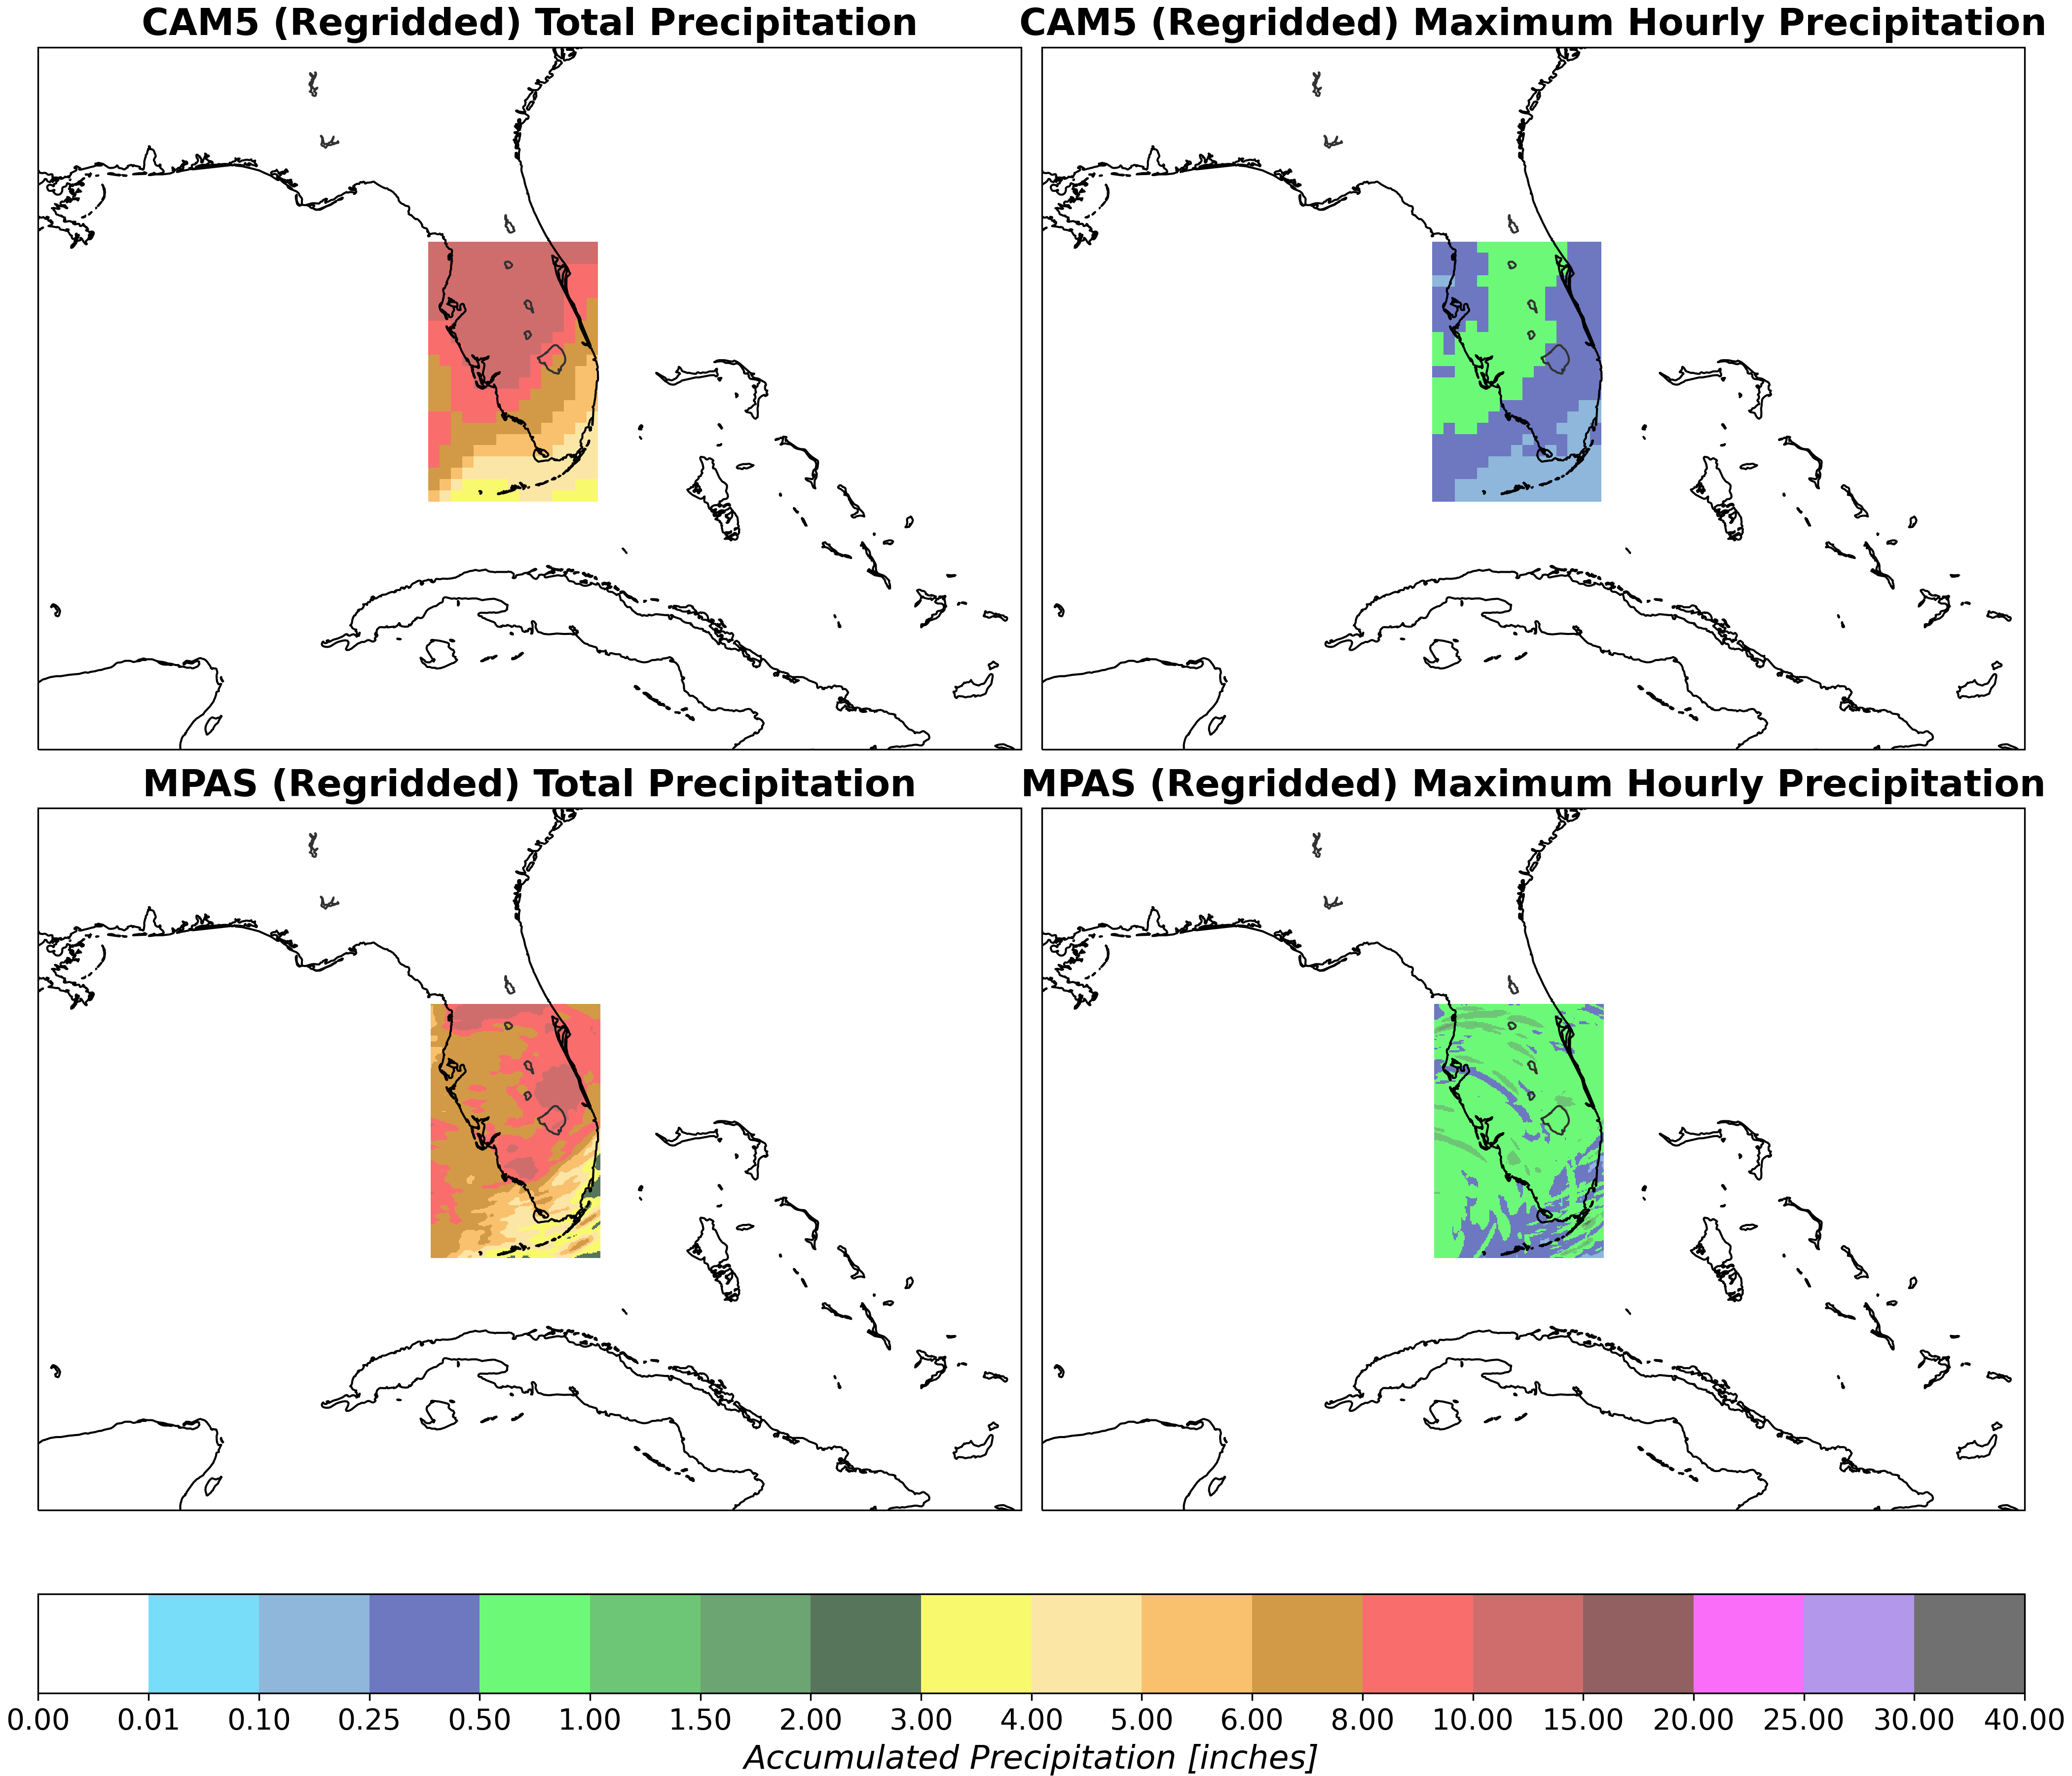 CAM5 (Regridded) Total Precipitation
CAM5 (Regridded) Maximum Hourly Precipitation
MPAS (Regridded) Total Precipitation
MPAS (Regridded) Maximum Hourly Precipitation
0.00 0.01 0.10 0.25 0.50 1.00 1.50 2.00 3.00 4.00 5.00 6.00 8.00 10.00 15.00 20.00 25.00 30.00 40.00
Accumulated Precipitation [inches]